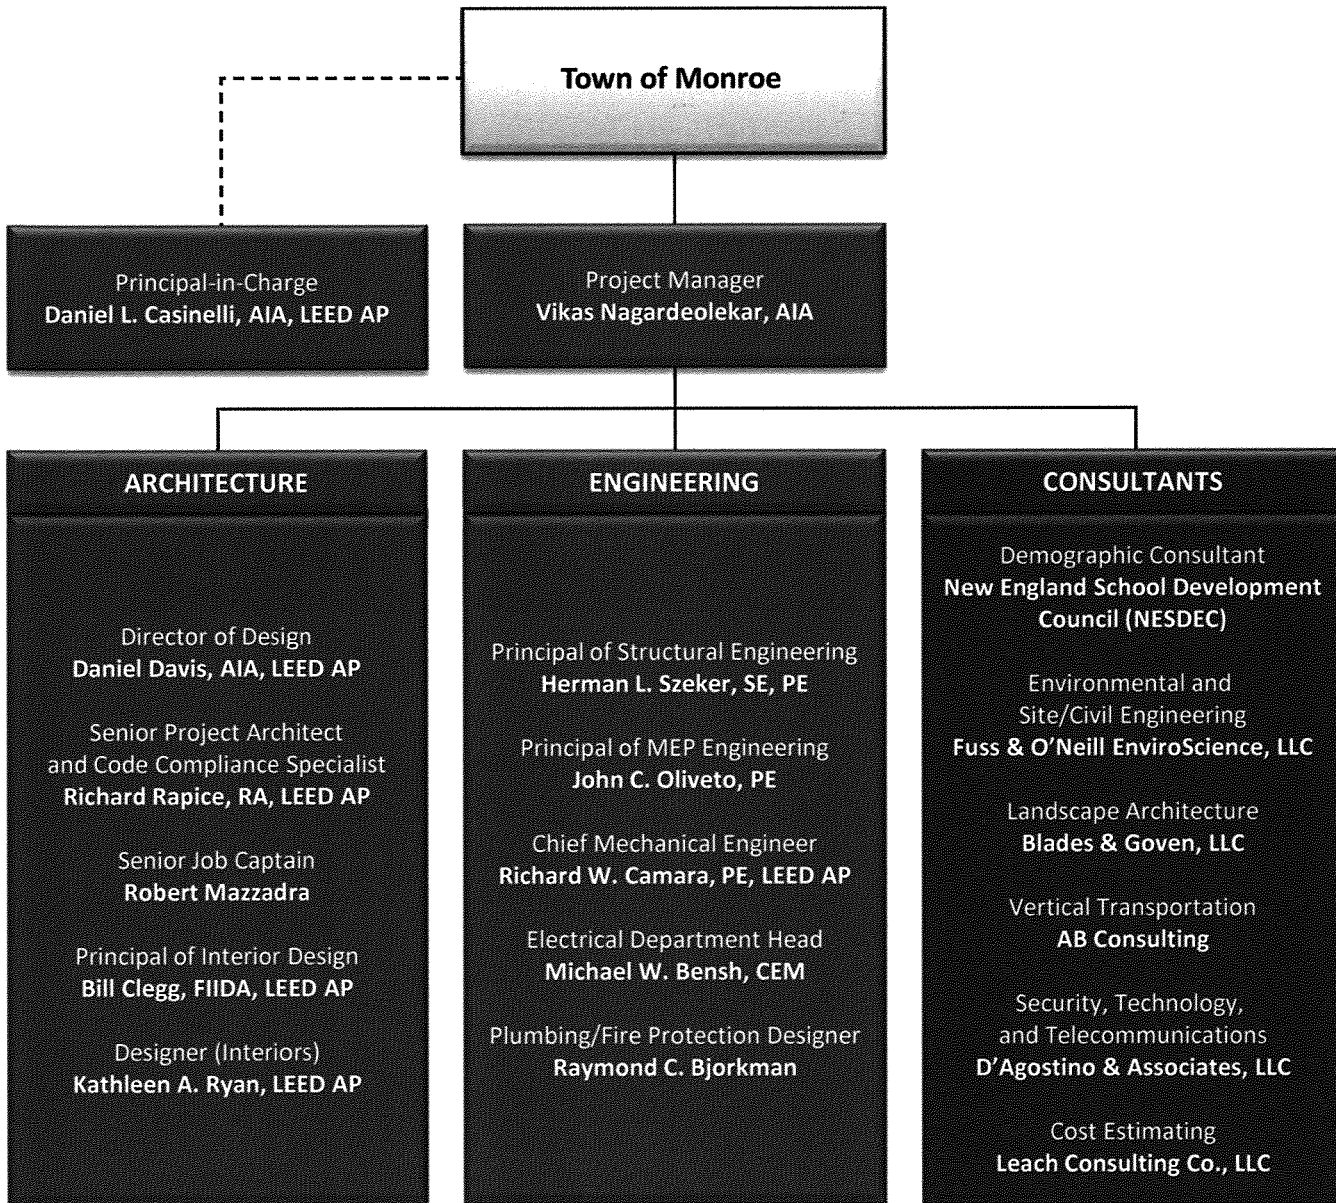 Town of Monroe
Principal-in-Charge
Daniel L. Casinelli, AIA, LEED AP
Project Manager
Vikas Nagardeolekar, AIA
ARCHITECTURE
Director of Design
Daniel Davis, AIA, LEED AP
Senior Project Architect
and Code Compliance Specialist
Richard Rapice, RA, LEED AP
Senior Job Captain
Robert Mazzadra
Principal of Interior Design
Bill Clegg, FIIDA, LEED AP
Designer (Interiors)
Kathleen A. Ryan, LEED AP
ENGINEERING
Principal of Structural Engineering
Herman L. Szeker, SE, PE
Principal of MEP Engineering
John C. Oliveto, PE
Chief Mechanical Engineer
Richard W. Camara, PE, LEED AP
Electrical Department Head
Michael W. Bensh, CEM
Plumbing/Fire Protection Designer
Raymond C. Bjorkman
CONSULTANTS
Demographic Consultant
New England School Development
Council (NESDEC)
Environmental and
Site/Civil Engineering
Fuss & O'Neill EnviroScience, LLC
Landscape Architecture
Blades & Goven, LLC
Vertical Transportation
AB Consulting
Security, Technology,
and Telecommunications
D'Agostino & Associates, LLC
Cost Estimating
Leach Consulting Co., LLC